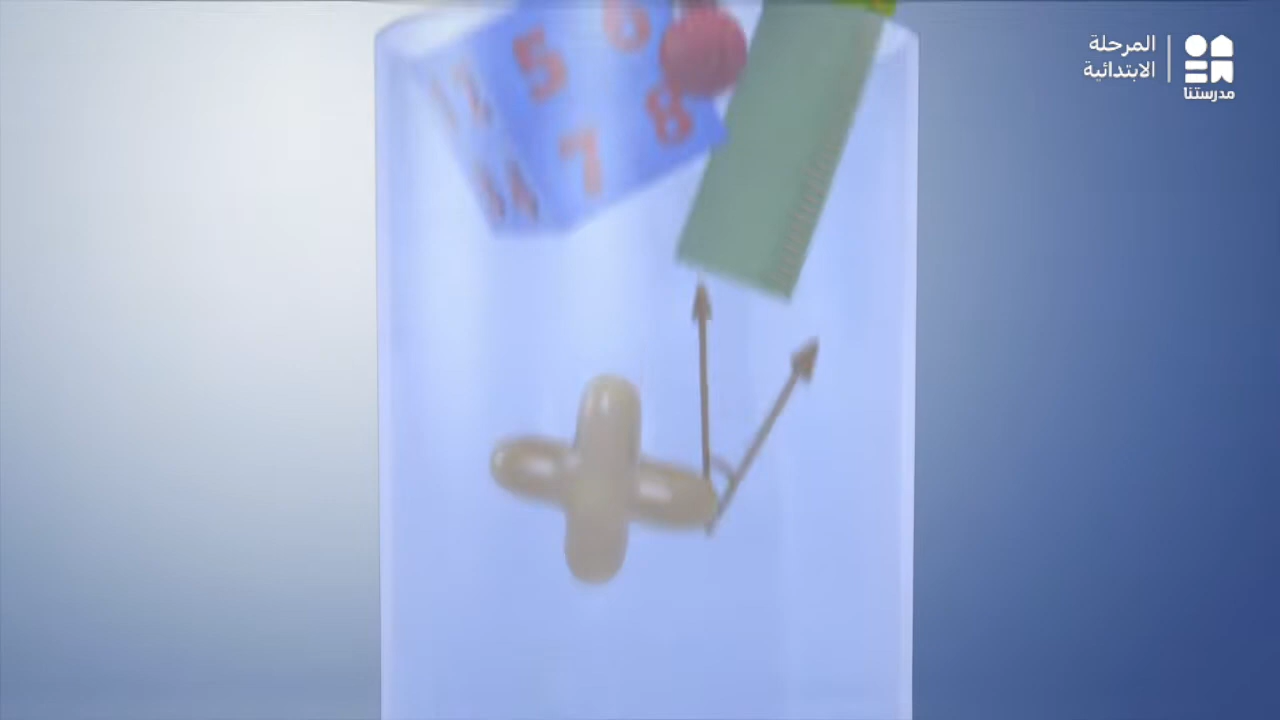 المرحلة
الابتدائية
مدرستنا
5 6
7 8